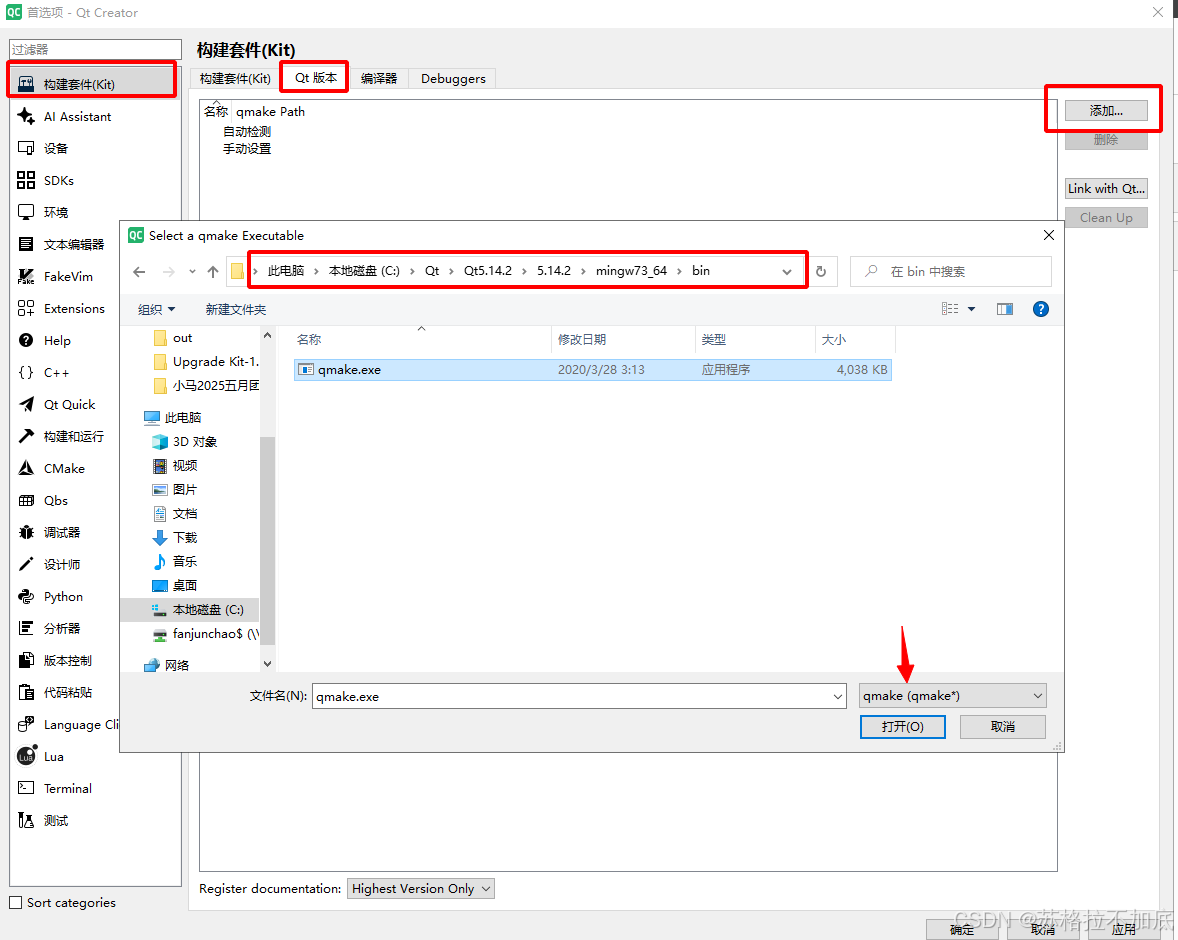 QC 首选项 - Qt Creator
过滤器
构建套件(Kit)
AI Assistant
设备
SDKs
环境
文本编辑器
FakeVim
Extensions
Help
C++
Qt Quick
构建和运行
CMake
Qbs
调试器
设计师
Python
分析器
版本控制
代码粘贴
Language Cli
Lua
Terminal
测试
Sort categories
构建套件(Kit)
构建套件(Kit) Qt 版本 编译器 Debuggers
名称 qmake Path
自动检测
手动设置
添加...
删除
Link with Qt...
Clean Up
QC Select a qmake Executable
此电脑 › 本地磁盘 (C:) › Qt › Qt5.14.2 › 5.14.2 › mingw73_64 › bin
在 bin 中搜索
组织 新建文件夹
out
Upgrade Kit-1.
小马2025五月团
此电脑
3D 对象
视频
图片
文档
下载
音乐
桌面
本地磁盘 (C:)
fanjunchao$ (\\
网络
名称 修改日期 类型 大小
qmake.exe 2020/3/28 3:13 应用程序 4,038 KB
文件名(N): qmake.exe qmake (qmake*)
打开(O) 取消
Register documentation: Highest Version Only
确定 取消 应用
CSDN @苏格拉不加底